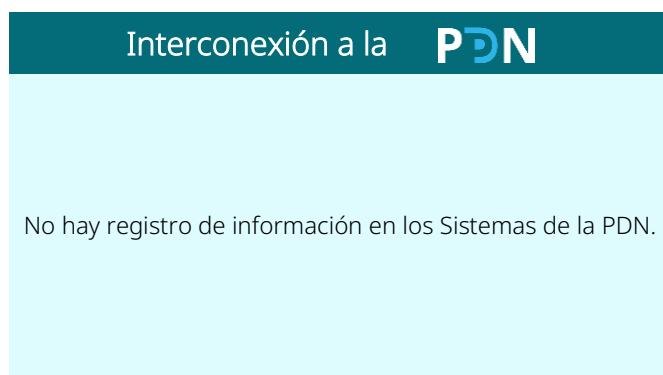 Interconexión a la PDN
No hay registro de información en los Sistemas de la PDN.